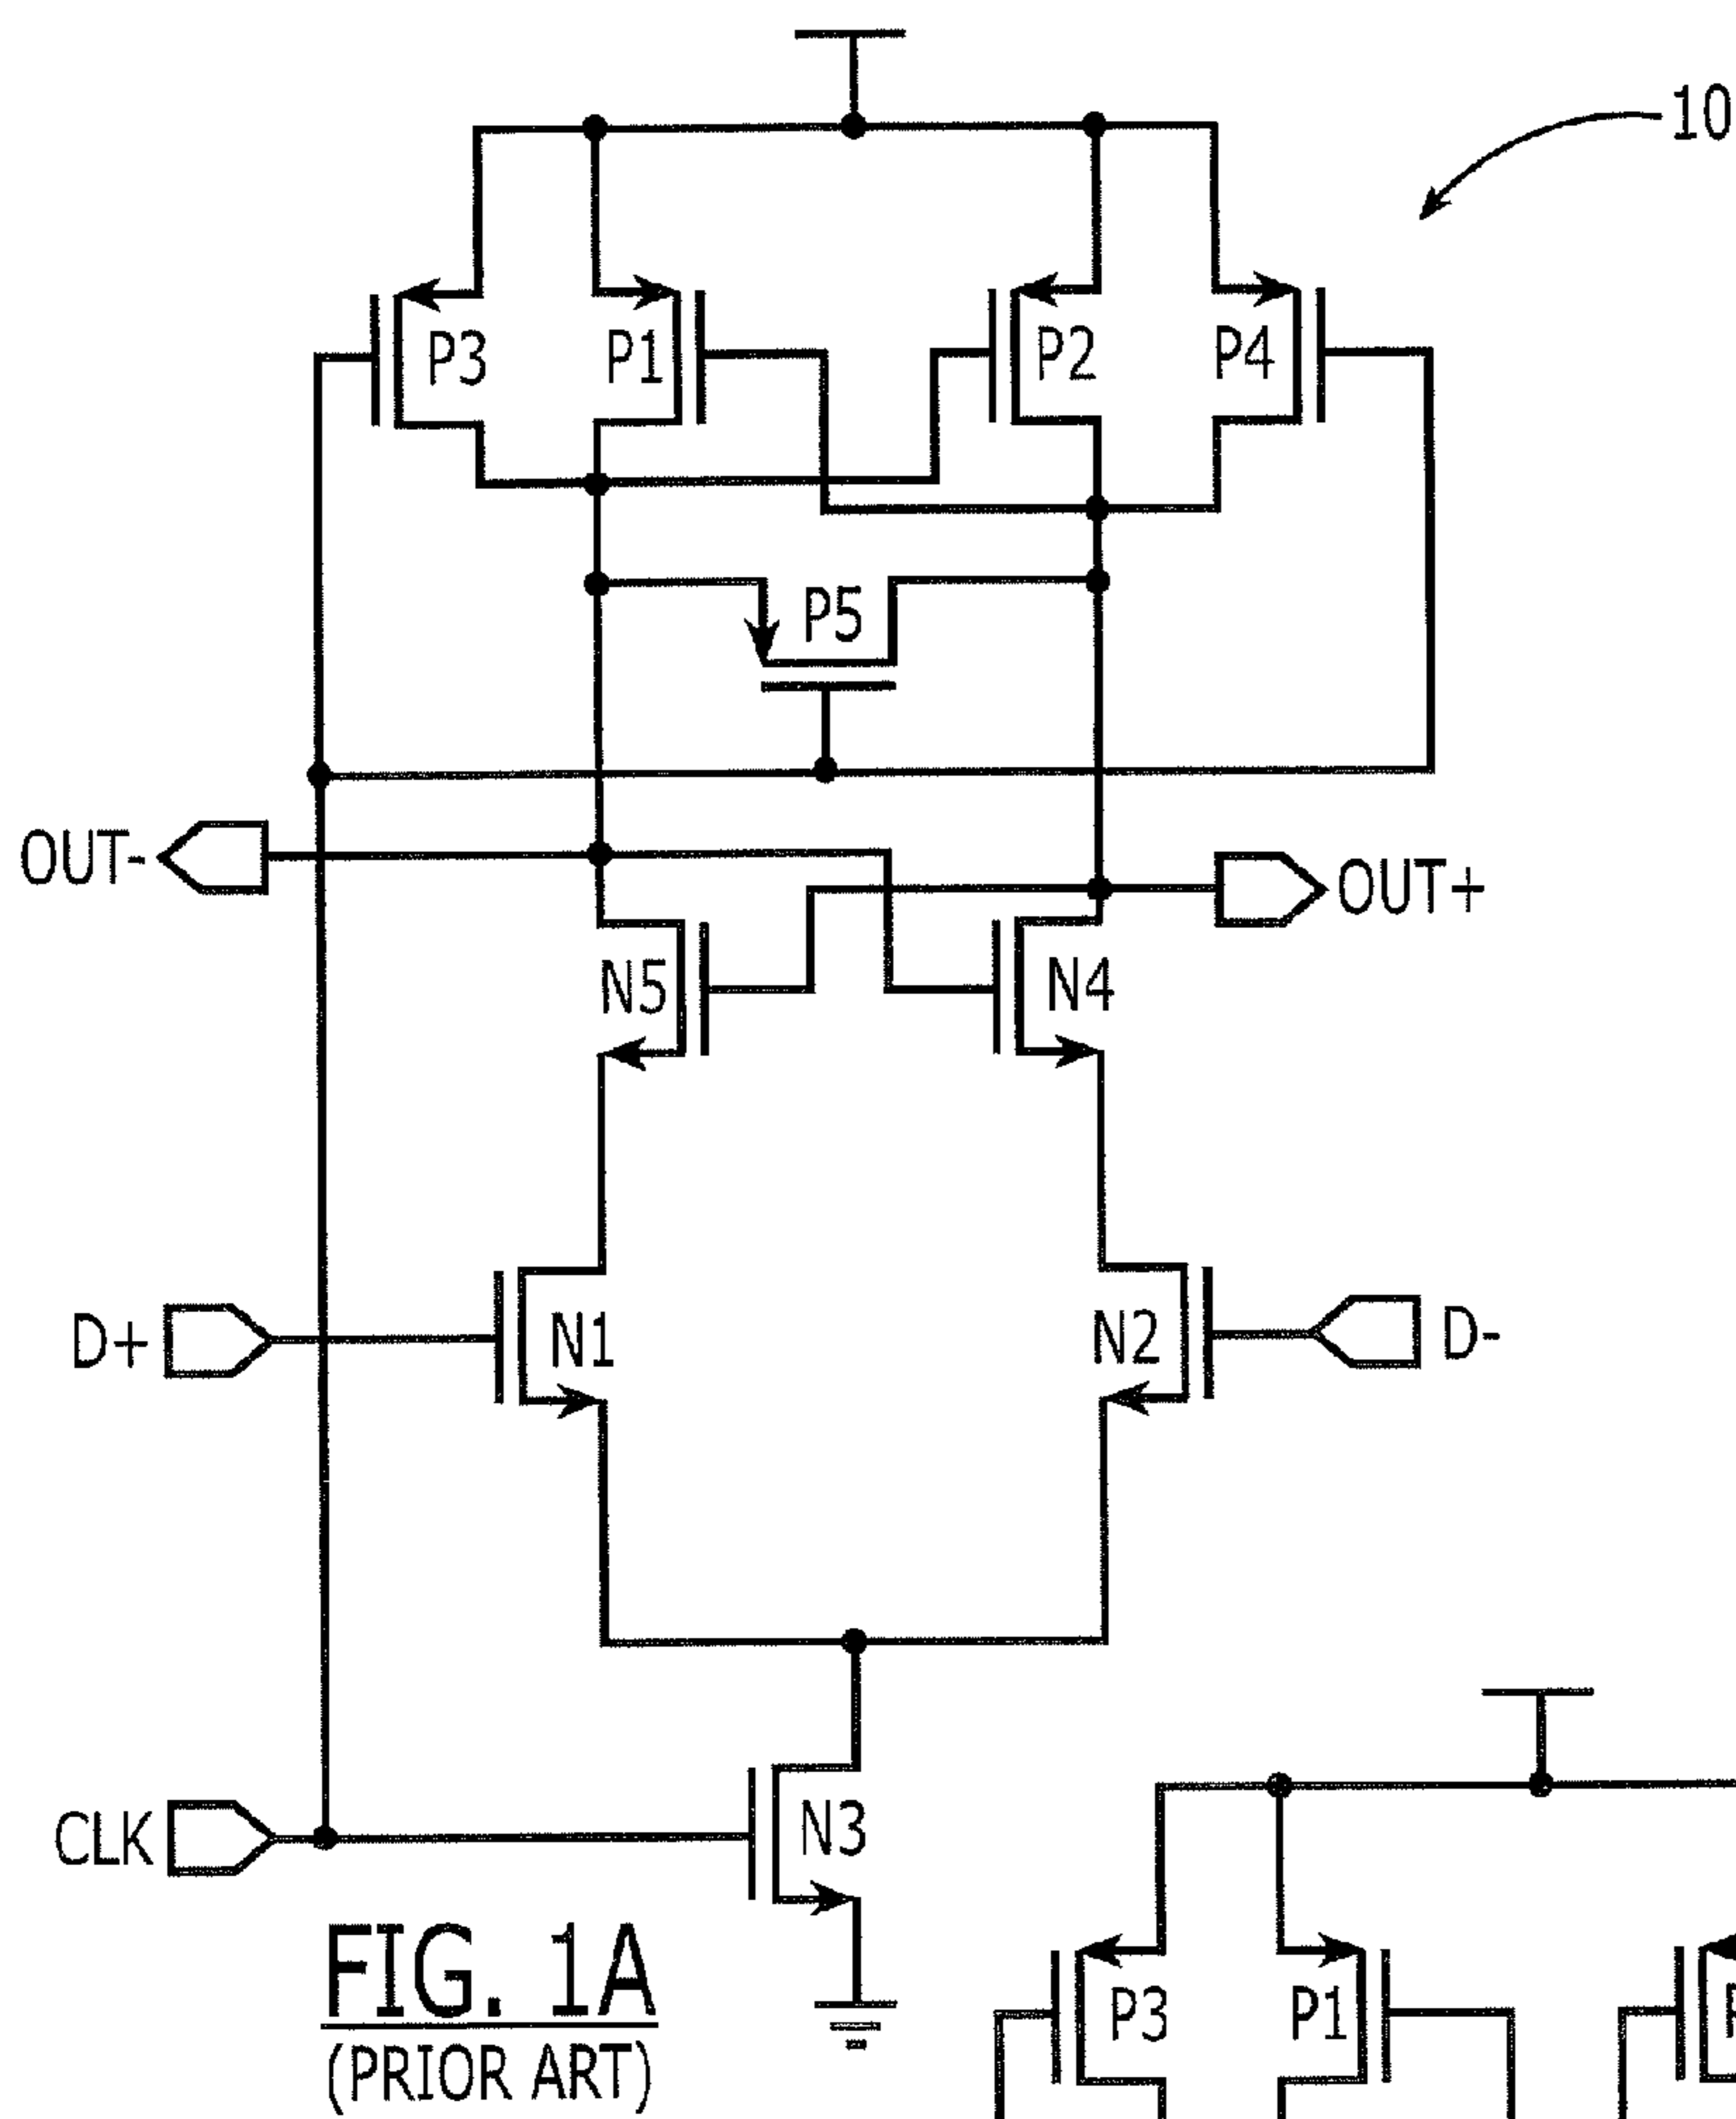 10
P3
P1
P2
P4
P5
OUT-
OUT+
N5
N4
D+
N1
N2
D-
CLK
N3
FIG. 1A
(PRIOR ART)
P3
P1